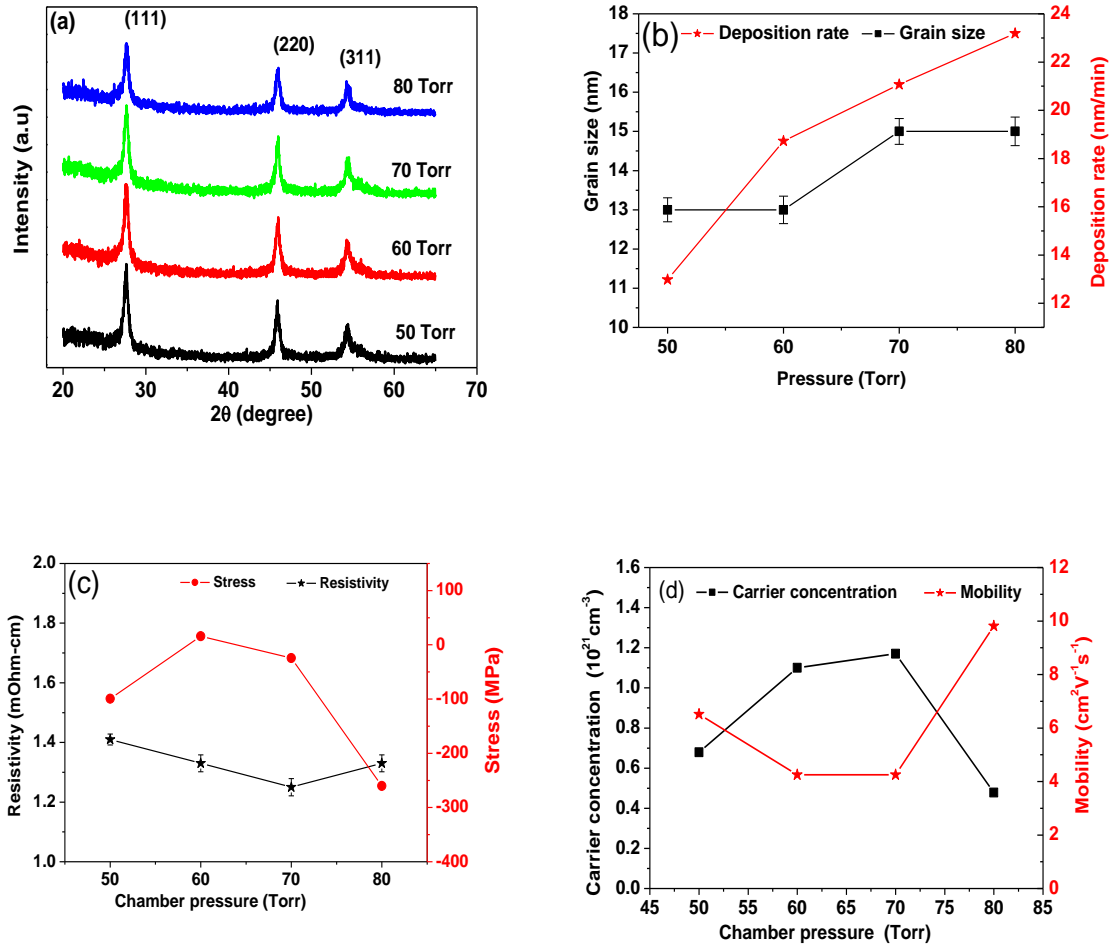 (a)
(111)
(220)
(311)
80 Torr
70 Torr
60 Torr
50 Torr
Intensity (a.u)
20 30 40 50 60 70
2θ (degree)
(b)
Deposition rate Grain size
18
17
16
15
14
13
12
11
10
Grain size (nm)
24
22
20
18
16
14
12
Deposition rate (nm/min)
50 60 70 80
Pressure (Torr)
(c)
Stress Resistivity
2.0
1.8
1.6
1.4
1.2
1.0
Resistivity (mOhm-cm)
100
0
-100
-200
-300
-400
Stress (MPa)
50 60 70 80
Chamber pressure (Torr)
(d)
Carrier concentration Mobility
1.6
1.4
1.2
1.0
0.8
0.6
0.4
0.2
0.0
Carrier concentration (10²¹cm⁻³)
12
10
8
6
4
2
0
Mobility (cm²V⁻¹s⁻¹)
45 50 55 60 65 70 75 80 85
Chamber pressure (Torr)